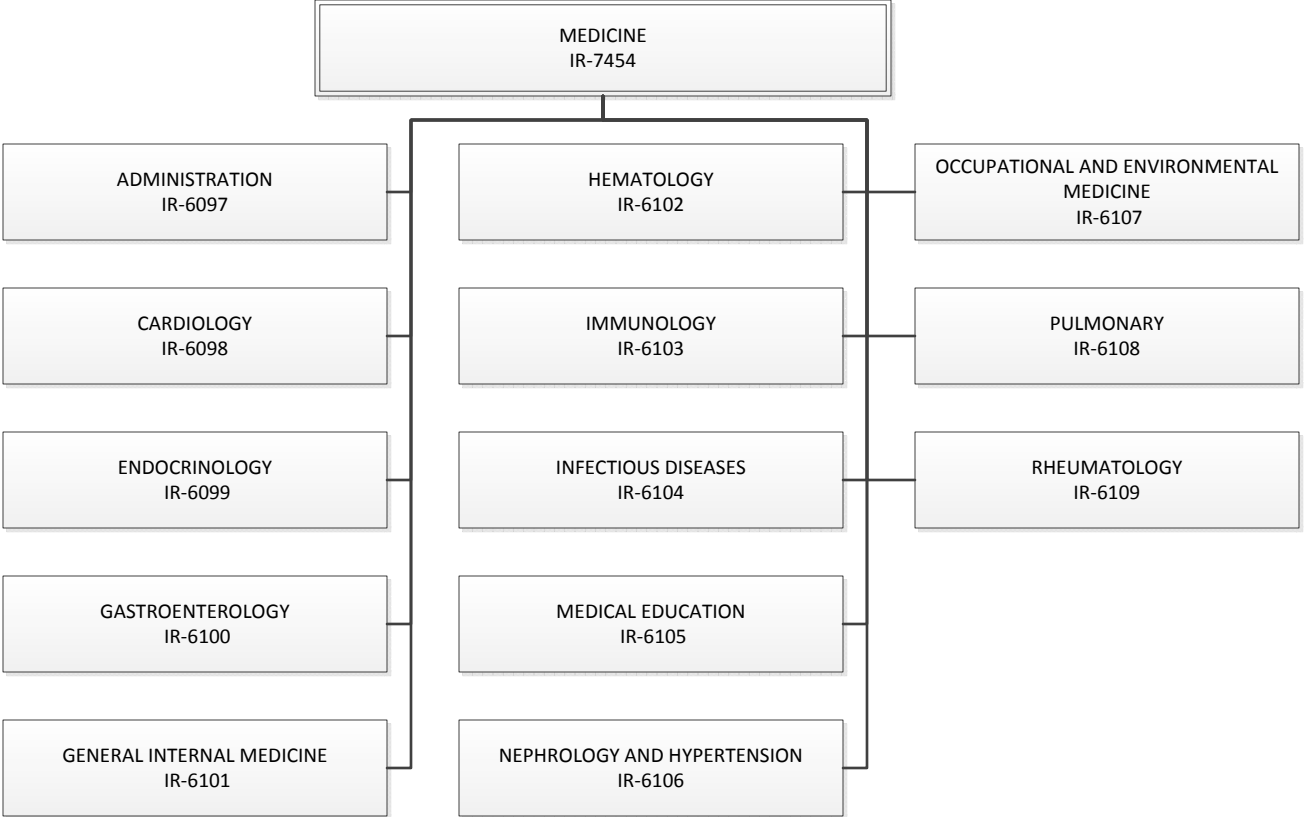 MEDICINE
IR-7454
ADMINISTRATION
IR-6097
CARDIOLOGY
IR-6098
ENDOCRINOLOGY
IR-6099
GASTROENTEROLOGY
IR-6100
GENERAL INTERNAL MEDICINE
IR-6101
HEMATOLOGY
IR-6102
IMMUNOLOGY
IR-6103
INFECTIOUS DISEASES
IR-6104
MEDICAL EDUCATION
IR-6105
NEPHROLOGY AND HYPERTENSION
IR-6106
OCCUPATIONAL AND ENVIRONMENTAL
MEDICINE
IR-6107
PULMONARY
IR-6108
RHEUMATOLOGY
IR-6109